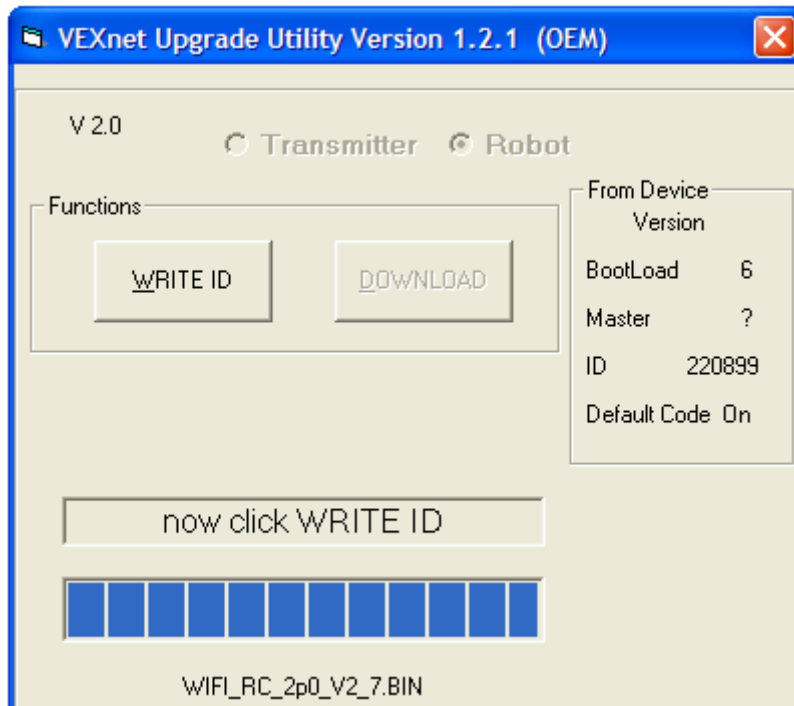 VEXnet Upgrade Utility Version 1.2.1 (OEM)
V 2.0
Transmitter
Robot
Functions
WRITE ID
DOWNLOAD
From Device
Version
BootLoad 6
Master ?
ID 220899
Default Code On
now click WRITE ID
WIFI_RC_2p0_V2_7.BIN